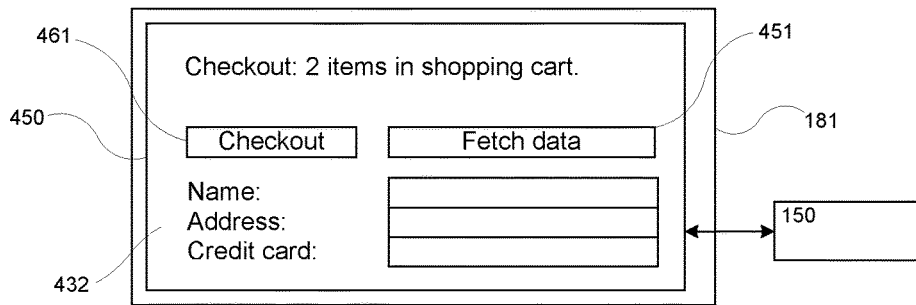 461
451
Checkout: 2 items in shopping cart.
450
181
Checkout
Fetch data
Name:
Address:
Credit card:
150
432